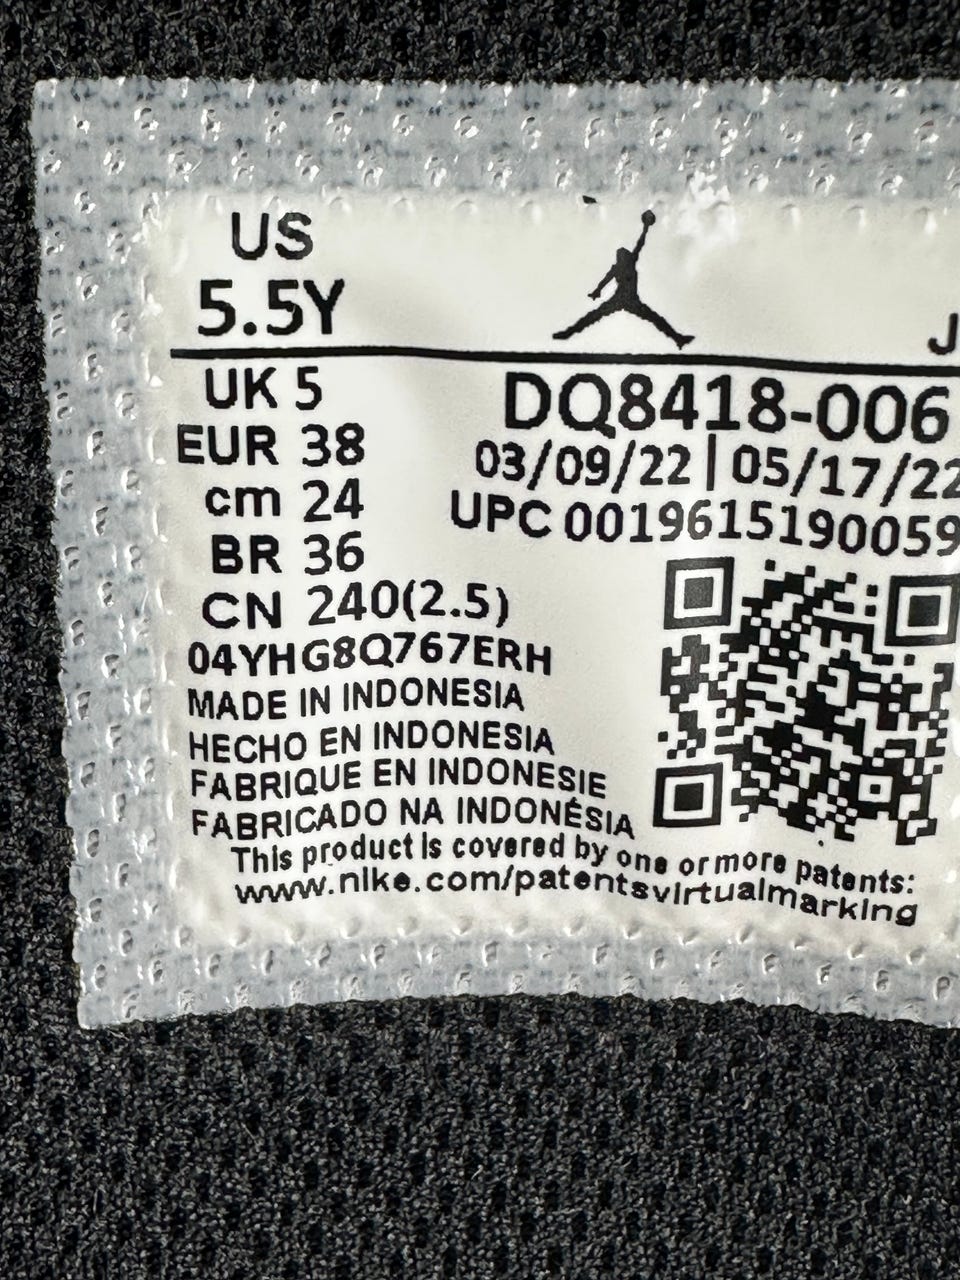 US
5.5Y
J
UK 5
EUR 38
cm 24
BR 36
CN 240(2.5)
DQ8418-006
03/09/22 | 05/17/22
UPC 00196151190059
04YHG8Q767ERH
MADE IN INDONESIA
HECHO EN INDONESIA
FABRIQUE EN INDONESIE
FABRICADO NA INDONÉSIA
This product is covered by one or more patents:
www.nike.com/patentsvirtualmarking